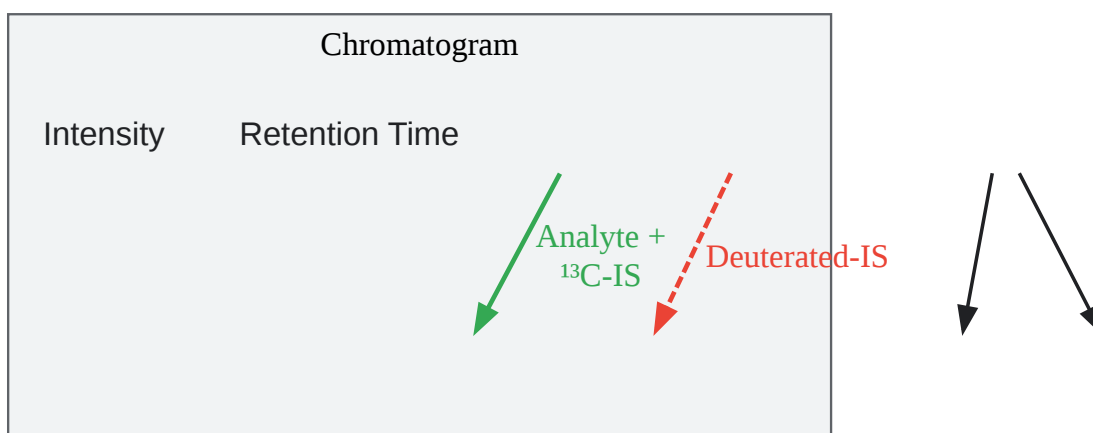 Chromatogram
Intensity
Retention Time
Analyte +
¹³C-IS
Deuterated-IS